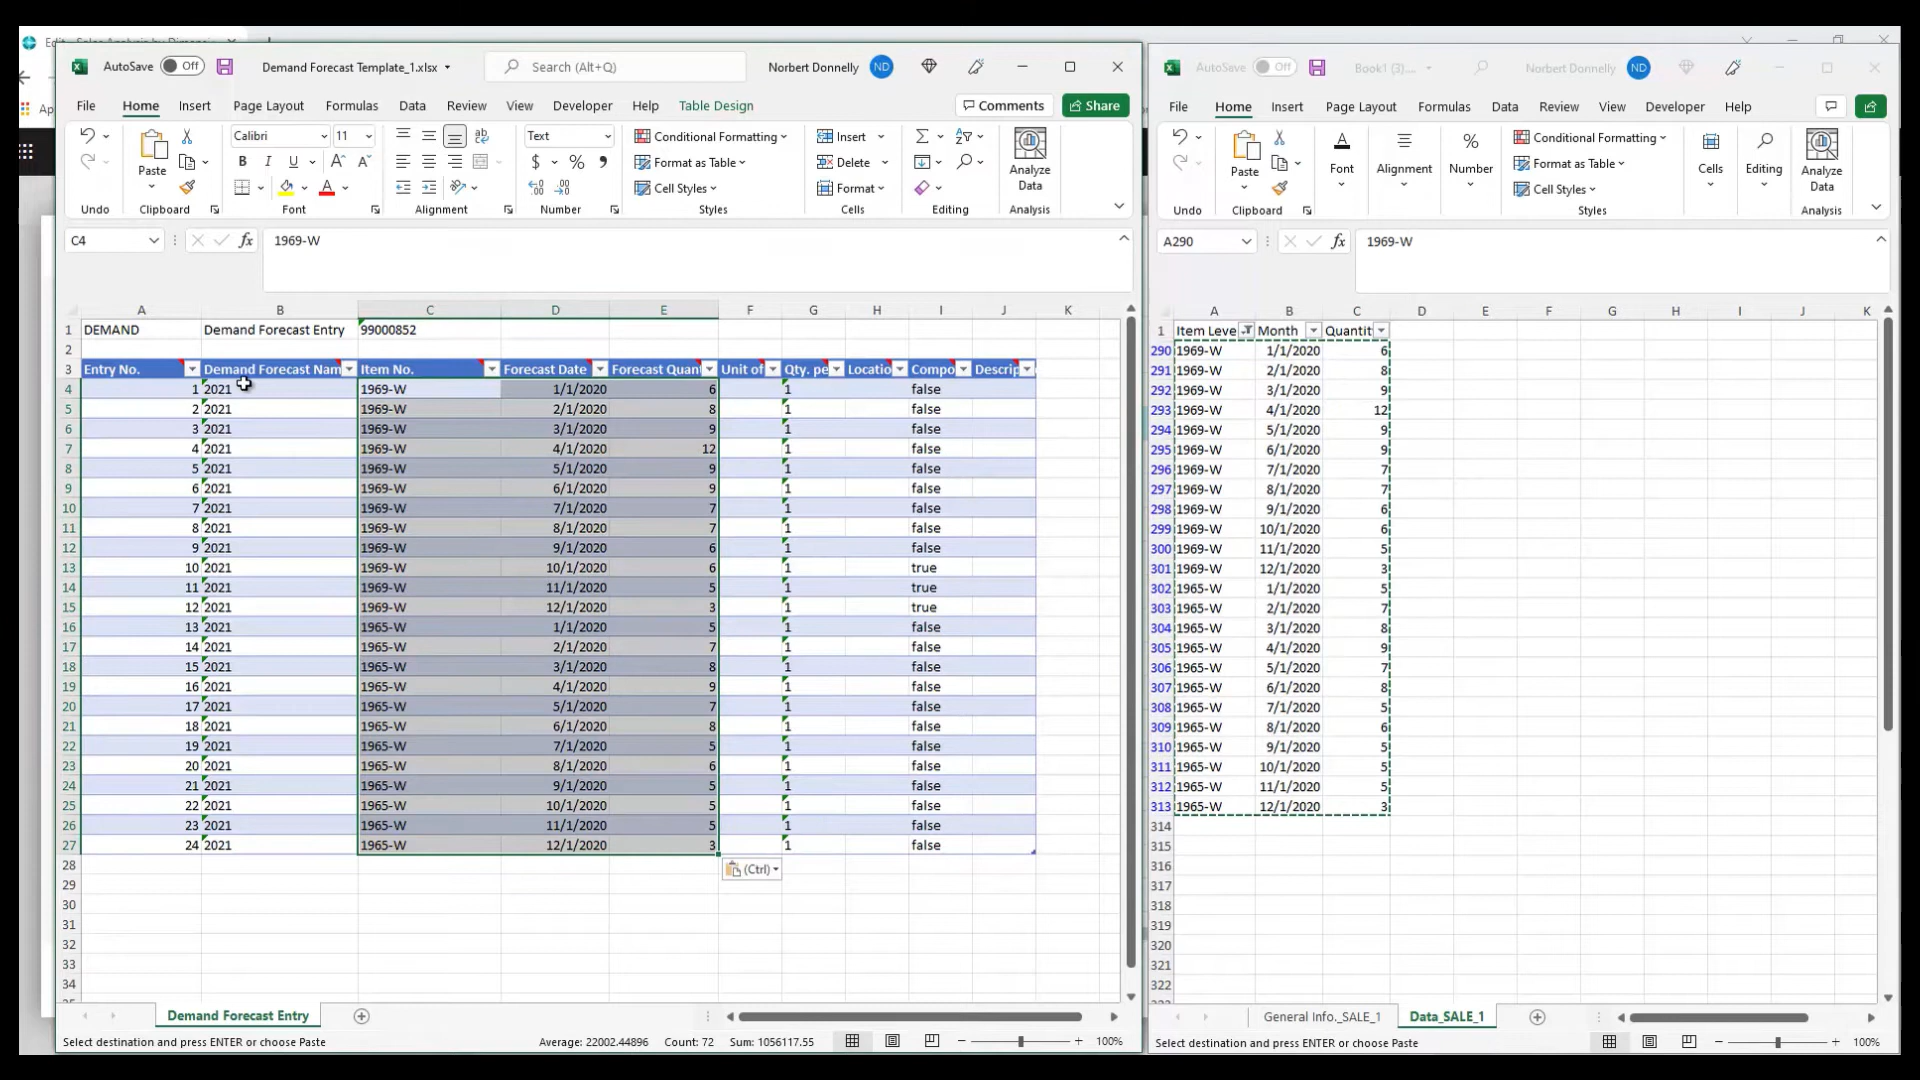 AutoSave Off Demand Forecast Template_1.xlsx Search (Alt+Q) Norbert Donnelly ND
File Home Insert Page Layout Formulas Data Review View Developer Help Table Design Comments Share
Paste Calibri 11 Text Conditional Formatting Insert
Format as Table Delete
Cell Styles Format Analyze Data
Undo Clipboard Font Alignment Number Styles Cells Editing Analysis
C4 fx 1969-W
A B C D E F G H I J K
1 DEMAND Demand Forecast Entry 99000852
2
3 Entry No. Demand Forecast Nam Item No. Forecast Date Forecast Quan Unit of Qty. pe Locatio Compo Descrip
4 1 2021 1969-W 1/1/2020 6 1 false
5 2 2021 1969-W 2/1/2020 8 1 false
6 3 2021 1969-W 3/1/2020 9 1 false
7 4 2021 1969-W 4/1/2020 12 1 false
8 5 2021 1969-W 5/1/2020 9 1 false
9 6 2021 1969-W 6/1/2020 9 1 false
10 7 2021 1969-W 7/1/2020 7 1 false
11 8 2021 1969-W 8/1/2020 7 1 false
12 9 2021 1969-W 9/1/2020 6 1 false
13 10 2021 1969-W 10/1/2020 6 1 true
14 11 2021 1969-W 11/1/2020 5 1 true
15 12 2021 1969-W 12/1/2020 3 1 true
16 13 2021 1965-W 1/1/2020 5 1 false
17 14 2021 1965-W 2/1/2020 7 1 false
18 15 2021 1965-W 3/1/2020 8 1 false
19 16 2021 1965-W 4/1/2020 9 1 false
20 17 2021 1965-W 5/1/2020 7 1 false
21 18 2021 1965-W 6/1/2020 8 1 false
22 19 2021 1965-W 7/1/2020 5 1 false
23 20 2021 1965-W 8/1/2020 6 1 false
24 21 2021 1965-W 9/1/2020 5 1 false
25 22 2021 1965-W 10/1/2020 5 1 false
26 23 2021 1965-W 11/1/2020 5 1 false
27 24 2021 1965-W 12/1/2020 3 1 false
28 (Ctrl)
29
30
31
32
33
34
Demand Forecast Entry
Select destination and press ENTER or choose Paste Average: 22002.44896 Count: 72 Sum: 1056117.55 100%
AutoSave Off Book1 (3).... Norbert Donnelly ND
File Home Insert Page Layout Formulas Data Review View Developer Help
Paste Font Alignment Number Conditional Formatting Cells Editing Analyze Data
Format as Table
Cell Styles
Undo Clipboard Styles Analysis
A290 fx 1969-W
A B C D E F G H I J K
1 Item Leve Month Quantit
290 1969-W 1/1/2020 6
291 1969-W 2/1/2020 8
292 1969-W 3/1/2020 9
293 1969-W 4/1/2020 12
294 1969-W 5/1/2020 9
295 1969-W 6/1/2020 9
296 1969-W 7/1/2020 7
297 1969-W 8/1/2020 7
298 1969-W 9/1/2020 6
299 1969-W 10/1/2020 6
300 1969-W 11/1/2020 5
301 1969-W 12/1/2020 3
302 1965-W 1/1/2020 5
303 1965-W 2/1/2020 7
304 1965-W 3/1/2020 8
305 1965-W 4/1/2020 9
306 1965-W 5/1/2020 7
307 1965-W 6/1/2020 8
308 1965-W 7/1/2020 5
309 1965-W 8/1/2020 6
310 1965-W 9/1/2020 5
311 1965-W 10/1/2020 5
312 1965-W 11/1/2020 5
313 1965-W 12/1/2020 3
314
315
316
317
318
319
320
321
322
General Info._SALE_1 Data_SALE_1
Select destination and press ENTER or choose Paste 100%